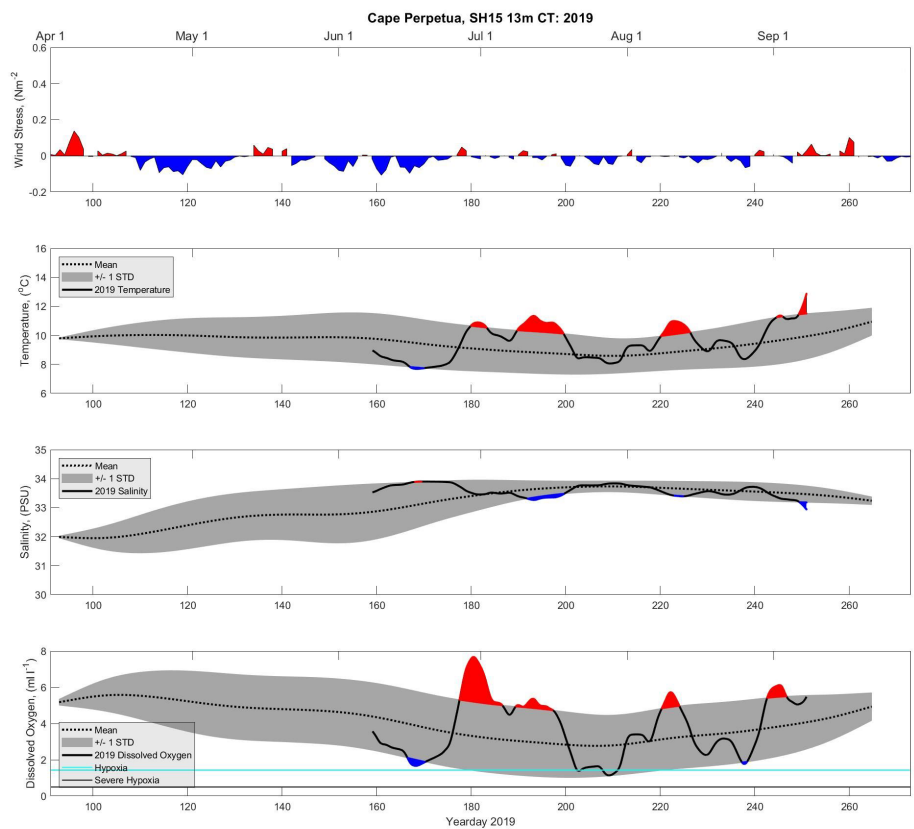 Cape Perpetua, SH15 13m CT: 2019
Apr 1 May 1 Jun 1 Jul 1 Aug 1 Sep 1
Wind Stress, (Nm-2
0.6
0.4
0.2
0
-0.2
100 120 140 160 180 200 220 240 260
Temperature, (oC)
16
14
12
10
8
6
Mean
+/- 1 STD
2019 Temperature
100 120 140 160 180 200 220 240 260
Salinity, (PSU)
35
34
33
32
31
30
Mean
+/- 1 STD
2019 Salinity
100 120 140 160 180 200 220 240 260
Dissolved Oxygen, (ml l-1)
8
6
4
2
0
Mean
+/- 1 STD
2019 Dissolved Oxygen
Hypoxia
Severe Hypoxia
100 120 140 160 180 200 220 240 260
Yearday 2019